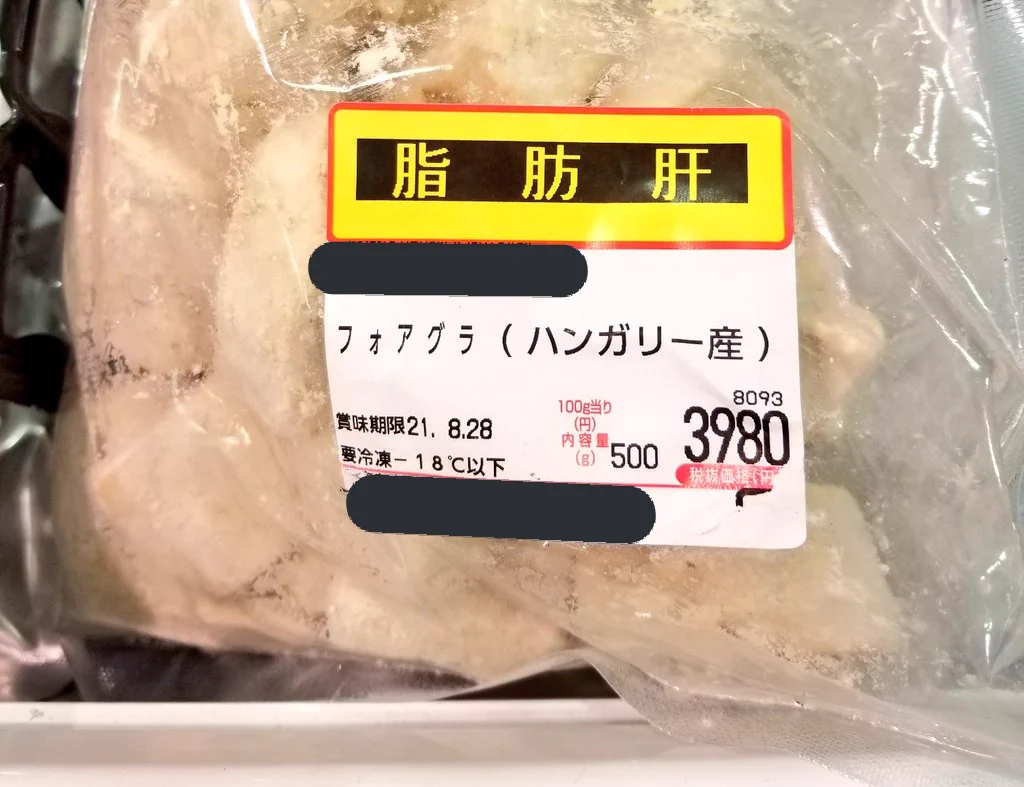 脂肪肝
フォアグラ(ハンガリー産)
8093
賞味期限21. 8.28
100g当り
(円)
3980
要冷凍－18℃以下
内容量
(g)
500
税抜価格(円